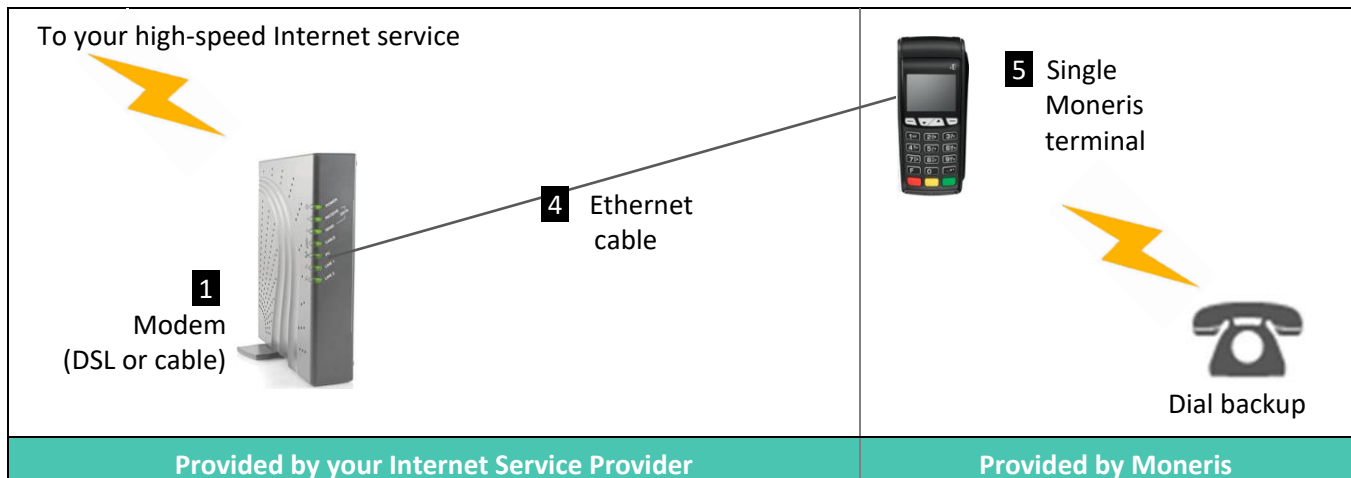 To your high-speed Internet service
5 Single
Moneris
terminal
4 Ethernet
cable
1
Modem
(DSL or cable)
Dial backup
Provided by your Internet Service Provider
Provided by Moneris